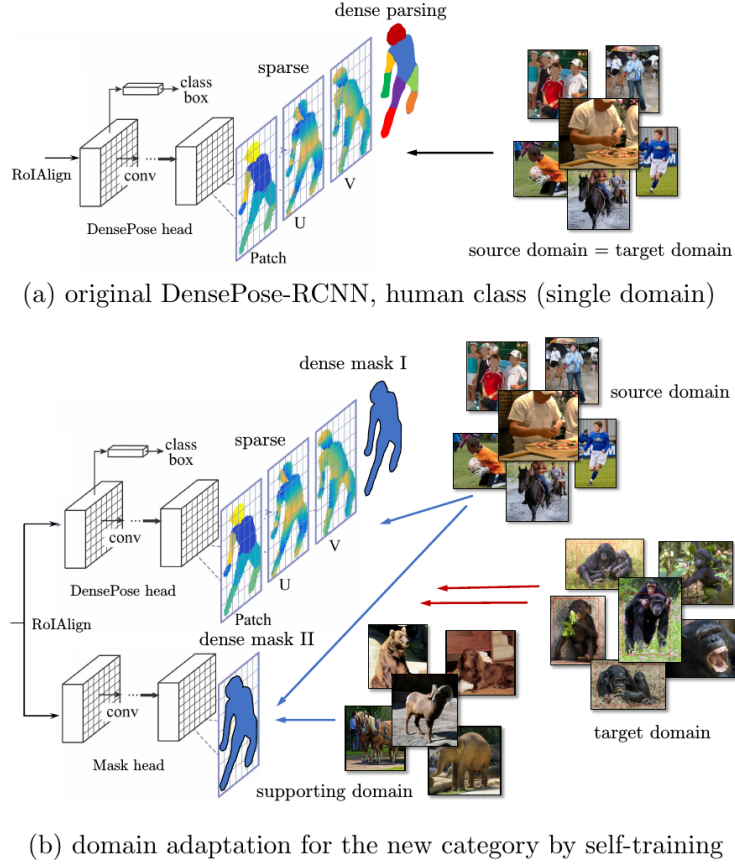 dense parsing
sparse
class
box
RoIAlign
conv
V
U
DensePose head
Patch
source domain = target domain
(a) original DensePose-RCNN, human class (single domain)
dense mask I
source domain
sparse
class
box
conv
V
U
DensePose head
Patch
RoIAlign
dense mask II
conv
target domain
Mask head
supporting domain
(b) domain adaptation for the new category by self-training